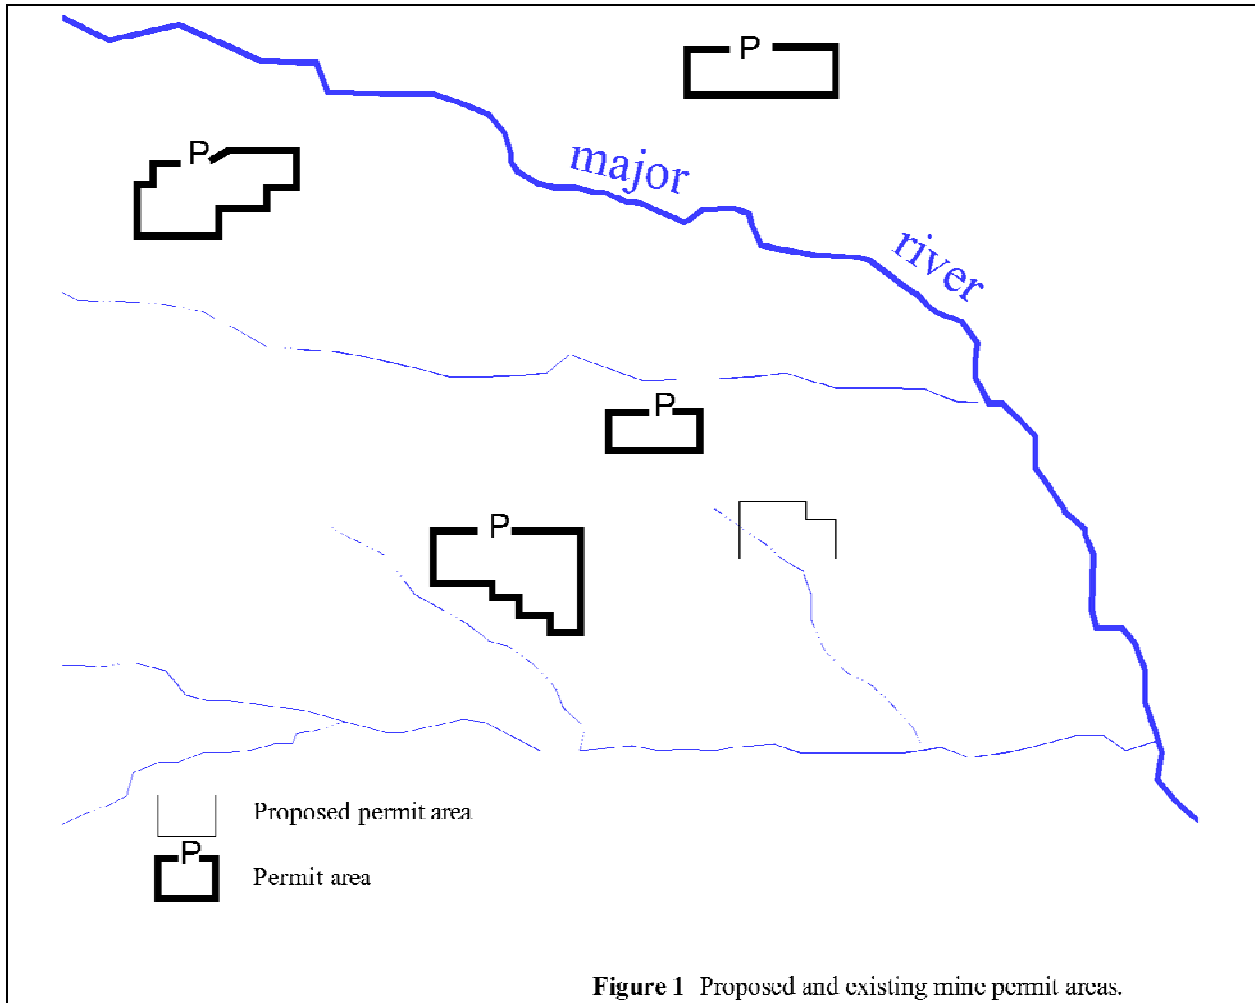 P
major
P
river
P
P
Proposed permit area
P
Permit area
Figure 1 Proposed and existing mine permit areas.